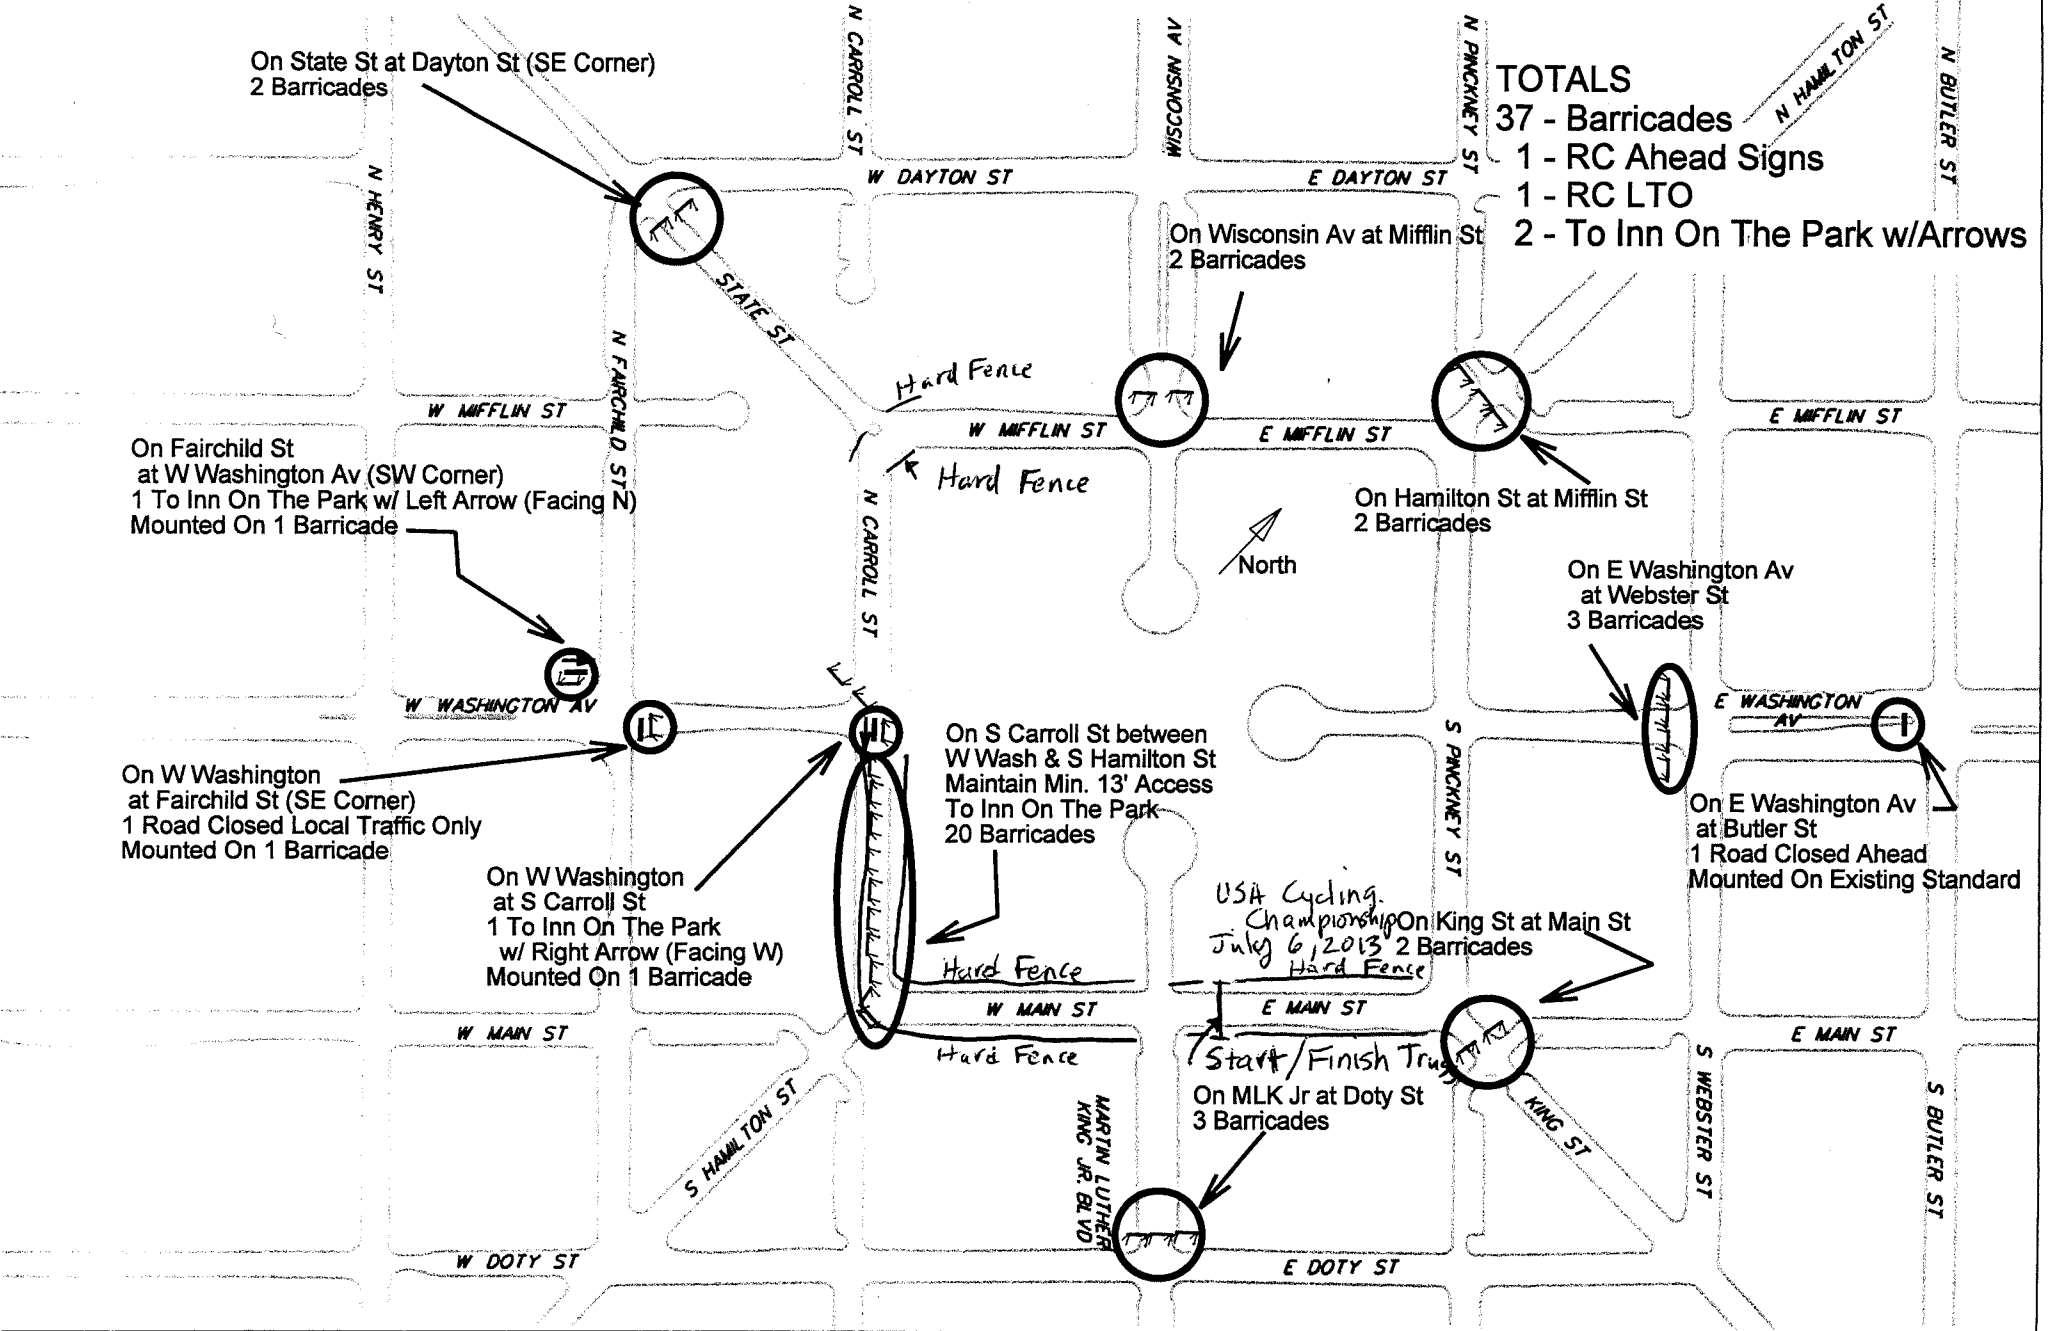 N CARROLL ST
WISCONSIN AV
N PINCKNEY ST
N HAMILTON ST
N BUTLER ST
On State St at Dayton St (SE Corner)
2 Barricades
TOTALS
37 - Barricades
1 - RC Ahead Signs
1 - RC LTO
2 - To Inn On The Park w/Arrows
N HENRY ST
W DAYTON ST
E DAYTON ST
On Wisconsin Av at Mifflin St
2 Barricades
STATE ST
N FAIRCHILD ST
Hard Fence
W MIFFLIN ST
W MIFFLIN ST
E MIFFLIN ST
E MIFFLIN ST
On Fairchild St
at W Washington Av (SW Corner)
1 To Inn On The Park w/ Left Arrow (Facing N)
Mounted On 1 Barricade
Hard Fence
On Hamilton St at Mifflin St
2 Barricades
N CARROLL ST
North
On E Washington Av
at Webster St
3 Barricades
W WASHINGTON AV
E WASHINGTON
AV
On S Carroll St between
W Wash & S Hamilton St
Maintain Min. 13' Access
To Inn On The Park
20 Barricades
S PINCKNEY ST
On W Washington
at Fairchild St (SE Corner)
1 Road Closed Local Traffic Only
Mounted On 1 Barricade
On E Washington Av
at Butler St
1 Road Closed Ahead
Mounted On Existing Standard
On W Washington
at S Carroll St
1 To Inn On The Park
w/ Right Arrow (Facing W)
Mounted On 1 Barricade
USA Cycling
Championship
July 6, 2013
On King St at Main St
2 Barricades
Hard Fence
Hard Fence
W MAIN ST
W MAIN ST
E MAIN ST
E MAIN ST
Hard Fence
Start/Finish Truss
On MLK Jr at Doty St
3 Barricades
S HAMILTON ST
MARTIN LUTHER
KING JR. BLVD
KING ST
S WEBSTER ST
S BUTLER ST
W DOTY ST
E DOTY ST